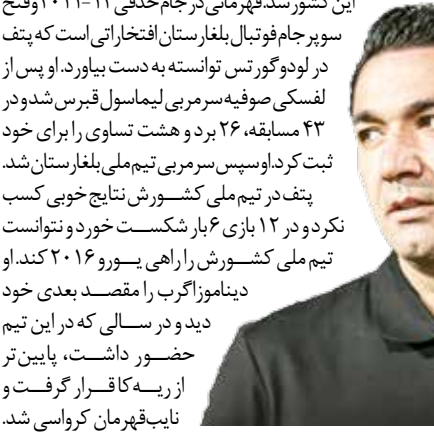 این کشور شد. قهرمانی در جام حذفی ۱۲-۲۰۱۱ و فتح
سوپر جام فوتبال بلغارستان افتخاراتی است که پتف
در لودوگورتس توانسته به دست بیاورد. او پس از
لفسکی صوفیه سرمربی لیماسول قبرس شد و در
۴۳ مسابقه، ۲۶ برد و هشت تساوی را برای خود
ثبت کرد. او سپس سرمربی تیم ملی بلغارستان شد.
پتف در تیم ملی کشورش نتایج خوبی کسب
نکرد و در ۱۲ بازی ۶ بار شکست خورد و نتوانست
تیم ملی کشورش را راهی یورو ۲۰۱۶ کند. او
دیناموزاگرب را مقصد بعدی خود
دید و در سالی که در این تیم
حضور داشت، پایین‌تر
از ریه‌کا قرار گرفت و
نایب‌قهرمان کرواسی شد.